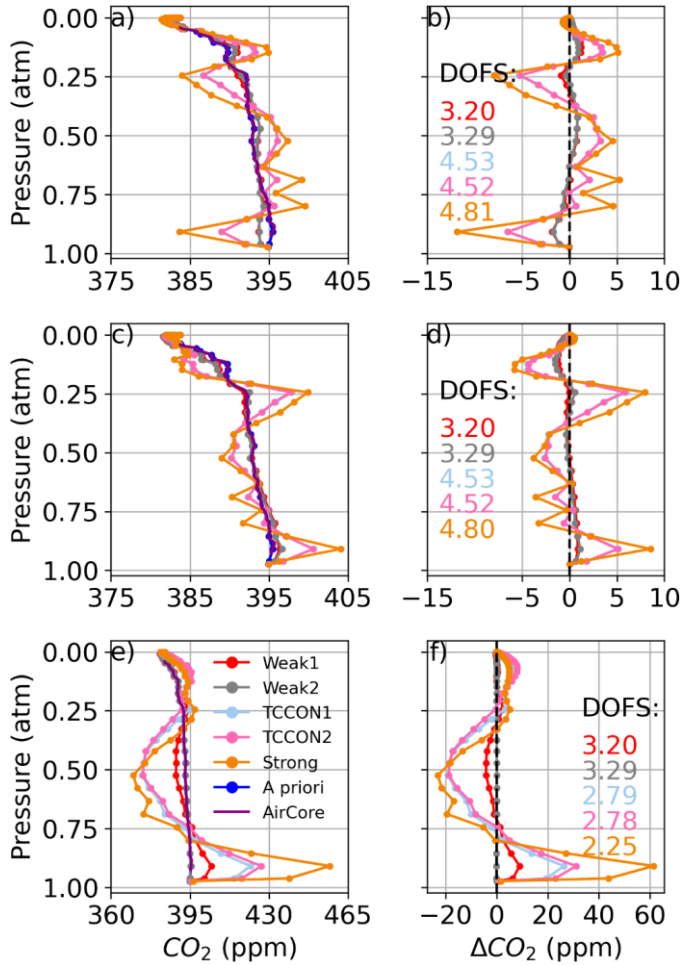 a)
0.00
0.25
0.50
0.75
1.00
Pressure (atm)
375 385 395 405
b)
DOFS:
3.20
3.29
4.53
4.52
4.81
−15 −5 0 5 10
c)
0.00
0.25
0.50
0.75
1.00
Pressure (atm)
375 385 395 405
d)
DOFS:
3.20
3.29
4.53
4.52
4.80
−15 −5 0 5 10
e)
0.00
0.25
0.50
0.75
1.00
Pressure (atm)
Weak1
Weak2
TCCON1
TCCON2
Strong
A priori
AirCore
360 395 430 465
CO₂ (ppm)
f)
DOFS:
3.20
3.29
2.79
2.78
2.25
−20 0 20 40 60
ΔCO₂ (ppm)